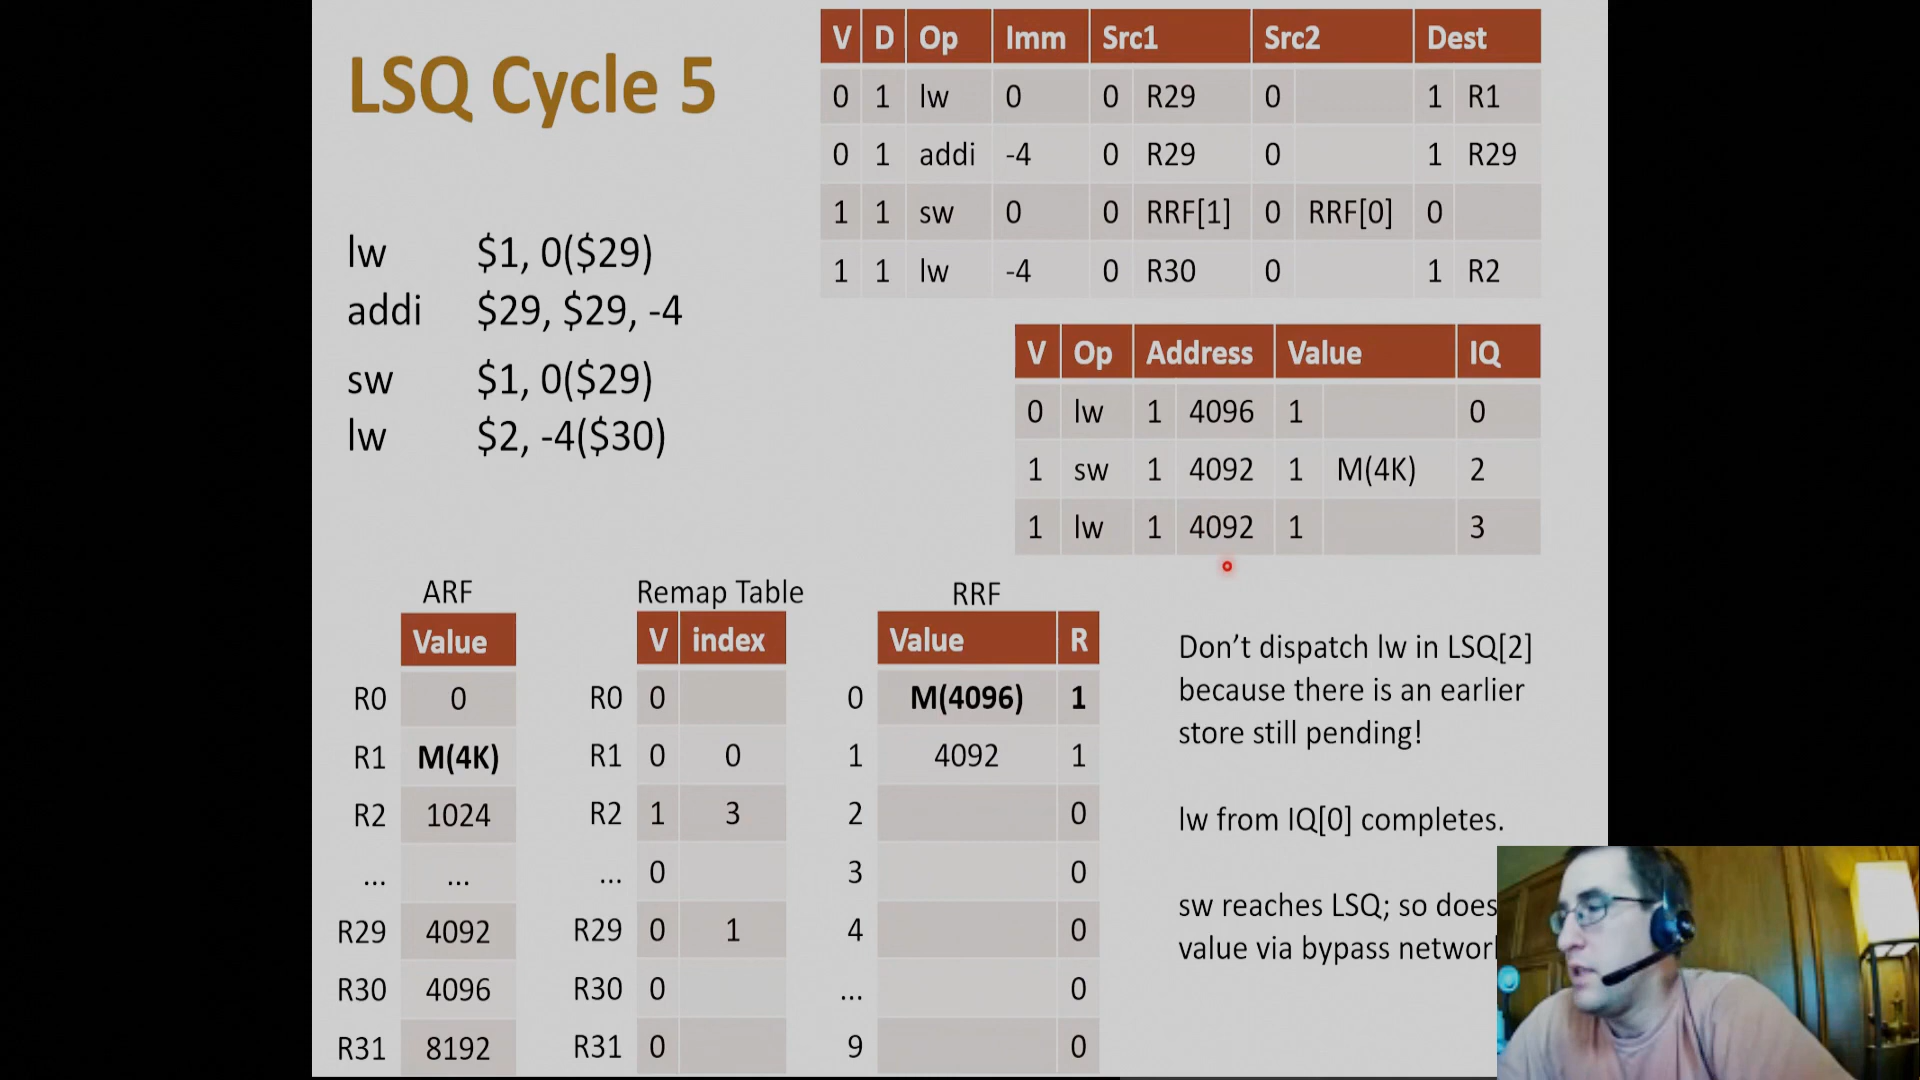 LSQ Cycle 5
lw $1, 0($29)
addi $29, $29, -4
sw $1, 0($29)
lw $2, -4($30)
V D Op Imm Src1 Src2 Dest
0 1 lw 0 0 R29 0 1 R1
0 1 addi -4 0 R29 0 1 R29
1 1 sw 0 0 RRF[1] 0 RRF[0] 0
1 1 lw -4 0 R30 0 1 R2
V Op Address Value IQ
0 lw 1 4096 1 0
1 sw 1 4092 1 M(4K) 2
1 lw 1 4092 1 3
ARF
Value
R0 0
R1 M(4K)
R2 1024
... ...
R29 4092
R30 4096
R31 8192
Remap Table
V index
R0 0
R1 0 0
R2 1 3
... 0
R29 0 1
R30 0
R31 0
RRF
Value R
0 M(4096) 1
1 4092 1
2 0
3 0
4 0
... 0
9 0
Don't dispatch lw in LSQ[2]
because there is an earlier
store still pending!
lw from IQ[0] completes.
sw reaches LSQ; so does
value via bypass